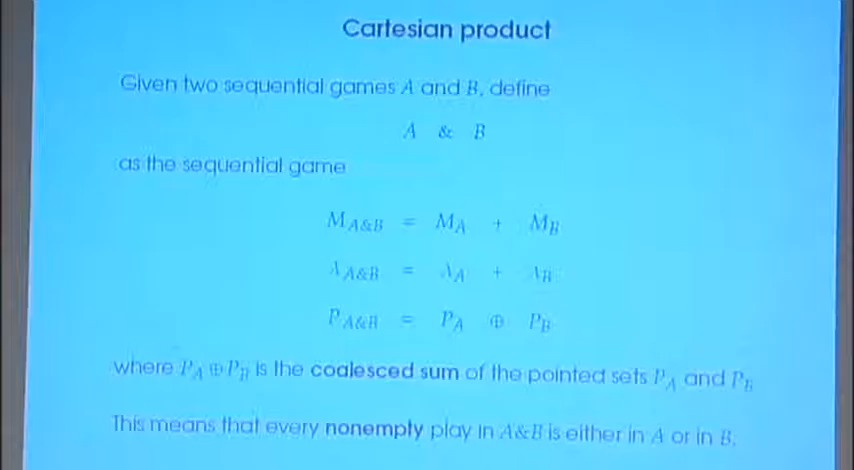 Cartesian product
Given two sequential games A and B, define
A & B
as the sequential game
M_{A&B} = M_A + M_B
λ_{A&B} = λ_A + λ_B
P_{A&B} = P_A ⊕ P_B
where P_A ⊕ P_B is the coalesced sum of the pointed sets P_A and P_B
This means that every nonempty play in A&B is either in A or in B.